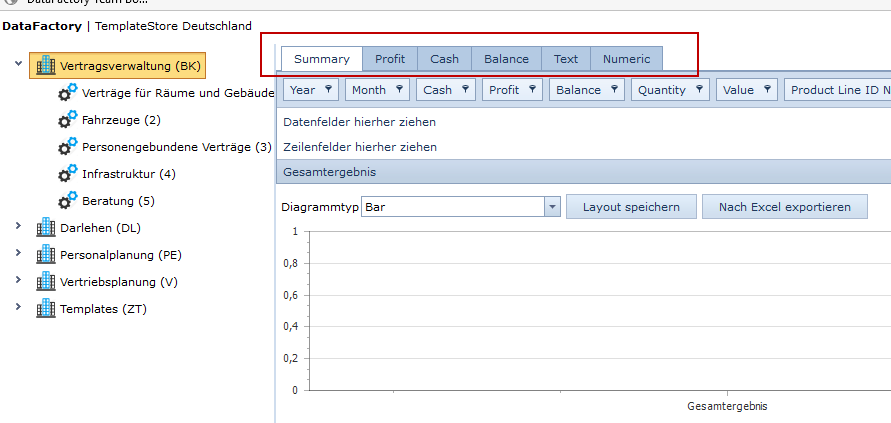 DataFactory | TemplateStore Deutschland
Vertragsverwaltung (BK)
Verträge für Räume und Gebäude
Fahrzeuge (2)
Personengebundene Verträge (3)
Infrastruktur (4)
Beratung (5)
Darlehen (DL)
Personalplanung (PE)
Vertriebsplanung (V)
Templates (ZT)
Summary Profit Cash Balance Text Numeric
Year Month Cash Profit Balance Quantity Value Product Line ID N
Datenfelder hierher ziehen
Zeilenfelder hierher ziehen
Gesamtergebnis
Diagrammtyp Bar Layout speichern Nach Excel exportieren
1
0,8
0,6
0,4
0,2
0
Gesamtergebnis